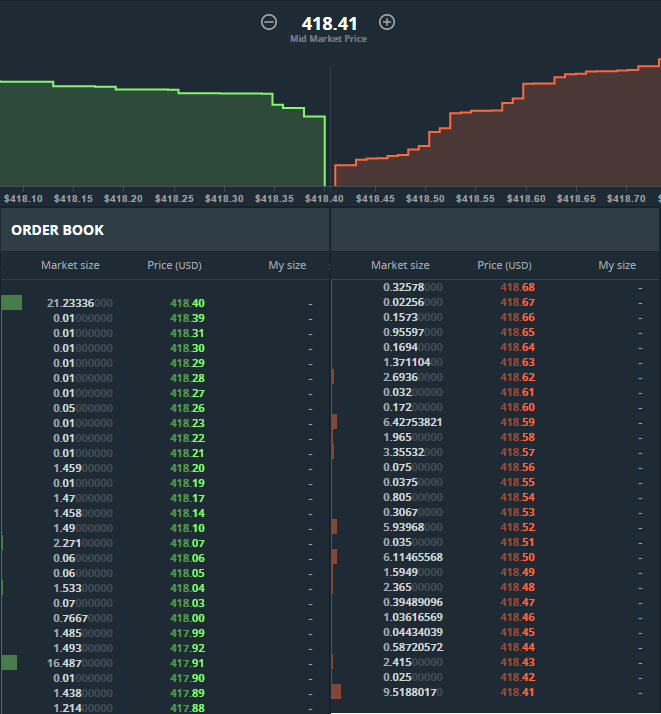 418.41
Mid Market Price
$418.10 $418.15 $418.20 $418.25 $418.30 $418.35 $418.40 $418.45 $418.50 $418.55 $418.60 $418.65 $418.70 $
ORDER BOOK
Market size Price (USD) My size
21.23336000 418.40 -
0.01000000 418.39 -
0.01000000 418.31 -
0.01000000 418.30 -
0.01000000 418.29 -
0.01000000 418.28 -
0.01000000 418.27 -
0.05000000 418.26 -
0.01000000 418.23 -
0.01000000 418.22 -
0.01000000 418.21 -
1.45900000 418.20 -
0.01000000 418.19 -
1.47000000 418.17 -
1.45800000 418.14 -
1.49000000 418.10 -
2.27100000 418.07 -
0.06000000 418.06 -
0.06000000 418.05 -
1.53300000 418.04 -
0.07000000 418.03 -
0.76670000 418.00 -
1.48500000 417.99 -
1.49300000 417.92 -
16.48700000 417.91 -
0.01000000 417.90 -
1.43800000 417.89 -
1.21400000 417.88 -
Market size Price (USD) My size
0.32578000 418.68 -
0.02256000 418.67 -
0.15730000 418.66 -
0.95597000 418.65 -
0.16940000 418.64 -
1.37110400 418.63 -
2.69360000 418.62 -
0.03200000 418.61 -
0.17200000 418.60 -
6.42753821 418.59 -
1.96500000 418.58 -
3.35532000 418.57 -
0.07500000 418.56 -
0.03750000 418.55 -
0.80500000 418.54 -
0.30670000 418.53 -
5.93968000 418.52 -
0.03500000 418.51 -
6.11465568 418.50 -
1.59490000 418.49 -
2.36500000 418.48 -
0.39489096 418.47 -
1.03616569 418.46 -
0.04434039 418.45 -
0.58720572 418.44 -
2.41500000 418.43 -
0.02500000 418.42 -
9.51880170 418.41 -